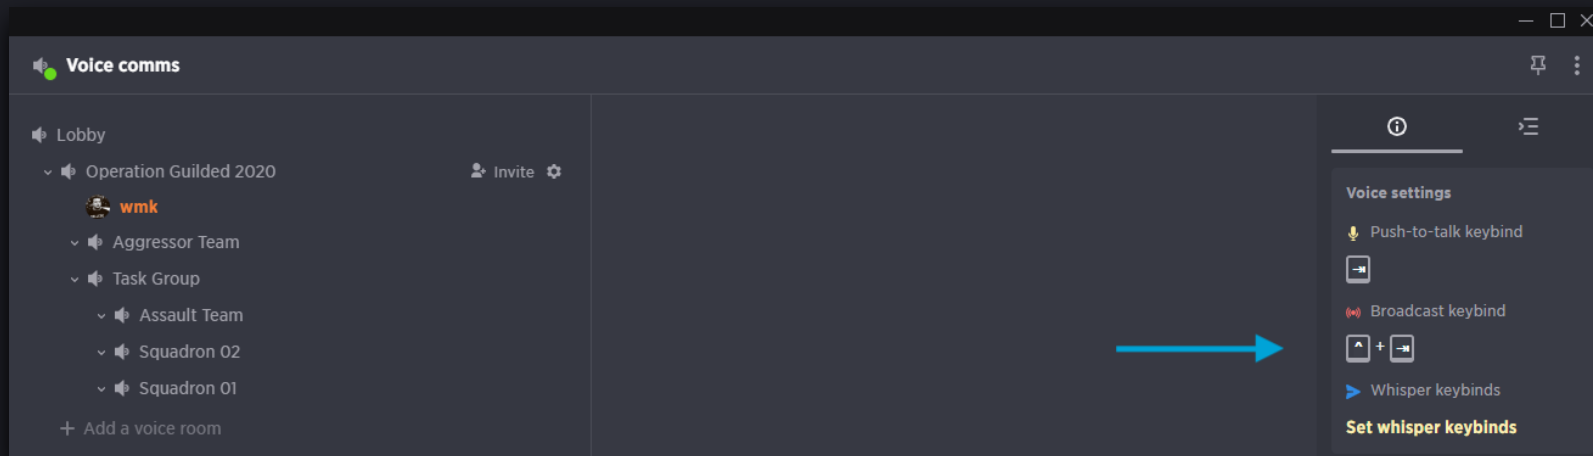 Voice comms
Lobby
Operation Guilded 2020
Invite
wmk
Aggressor Team
Task Group
Assault Team
Squadron 02
Squadron 01
+ Add a voice room
Voice settings
Push-to-talk keybind
⇥
Broadcast keybind
^ + ⇥
Whisper keybinds
Set whisper keybinds